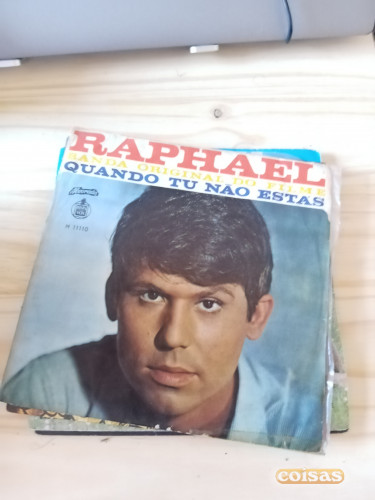 RAPHAEL
BANDA ORIGINAL DO FILME
QUANDO TU NÃO ESTAS
coisas